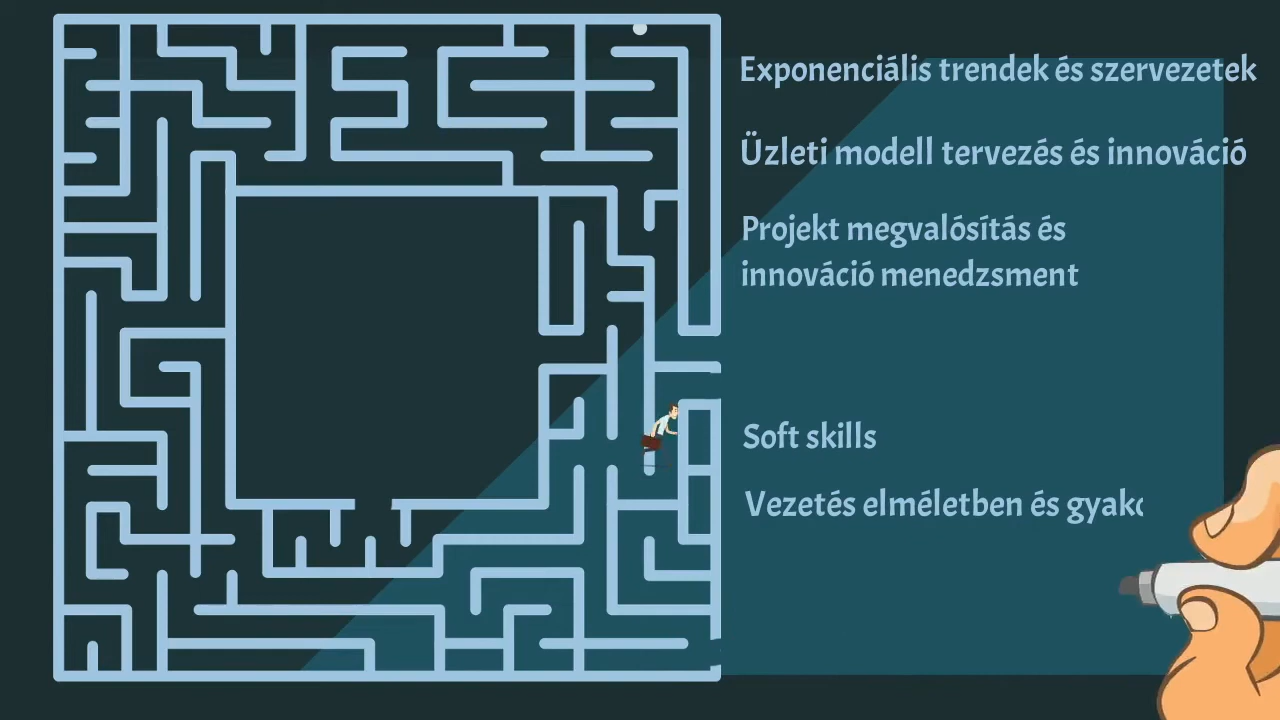 Exponenciális trendek és szervezetek
Üzleti modell tervezés és innováció
Projekt megvalósítás és
innováció menedzsment
Soft skills
Vezetés elméletben és